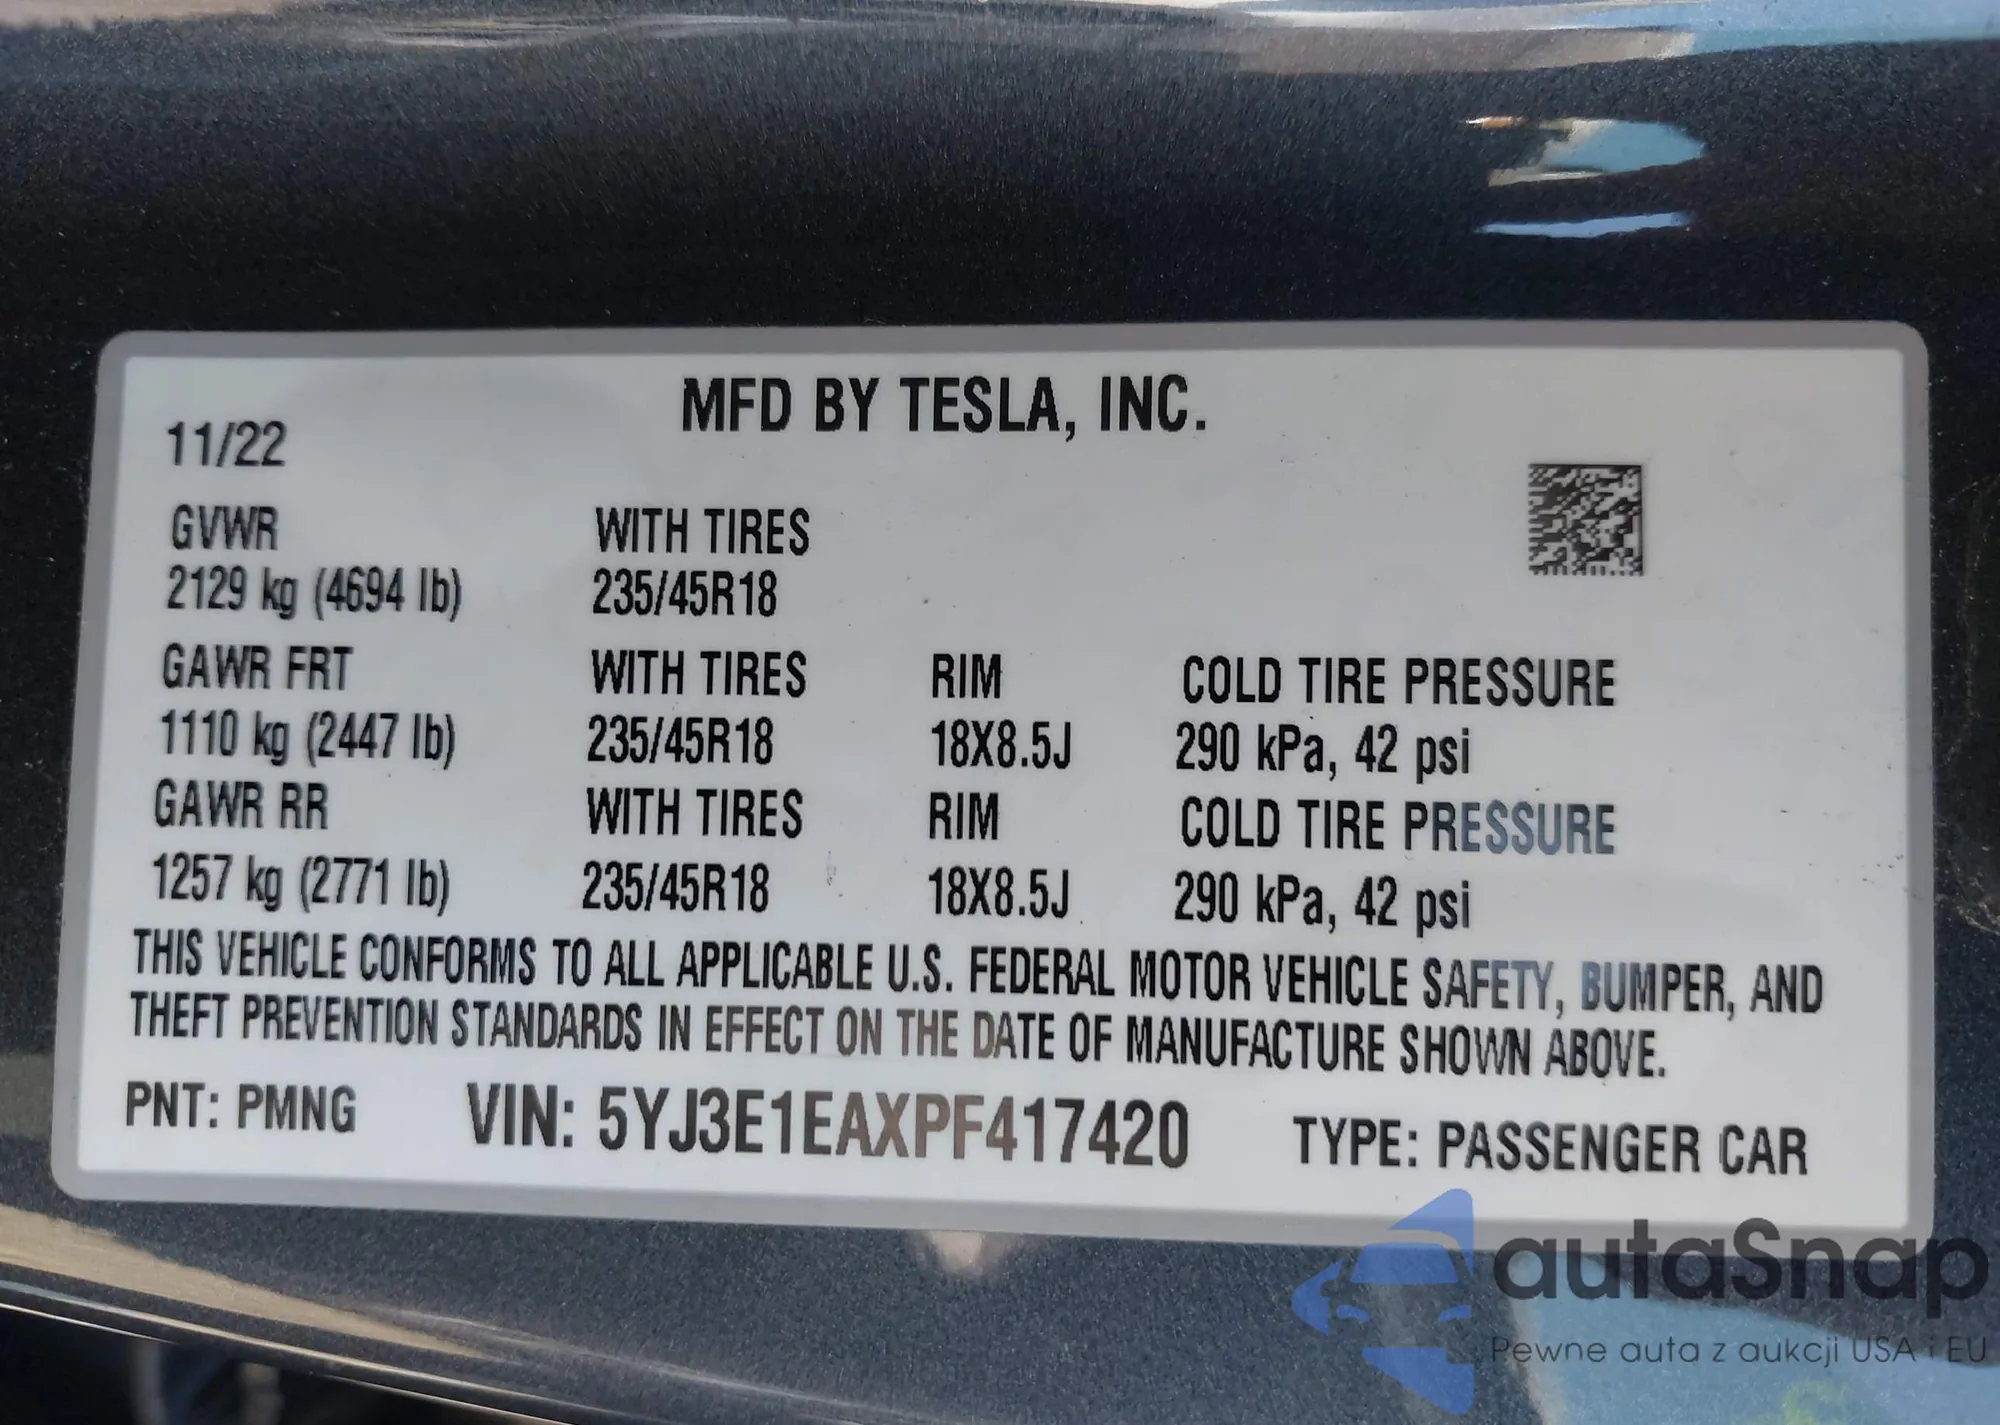 MFD BY TESLA, INC.
11/22
GVWR WITH TIRES
2129 kg (4694 lb) 235/45R18
GAWR FRT WITH TIRES RIM COLD TIRE PRESSURE
1110 kg (2447 lb) 235/45R18 18X8.5J 290 kPa, 42 psi
GAWR RR WITH TIRES RIM COLD TIRE PRESSURE
1257 kg (2771 lb) 235/45R18 18X8.5J 290 kPa, 42 psi
THIS VEHICLE CONFORMS TO ALL APPLICABLE U.S. FEDERAL MOTOR VEHICLE SAFETY, BUMPER, AND
THEFT PREVENTION STANDARDS IN EFFECT ON THE DATE OF MANUFACTURE SHOWN ABOVE.
PNT: PMNG VIN: 5YJ3E1EAXPF417420 TYPE: PASSENGER CAR
autaSnap
Pewne auta z aukcji USA i EU